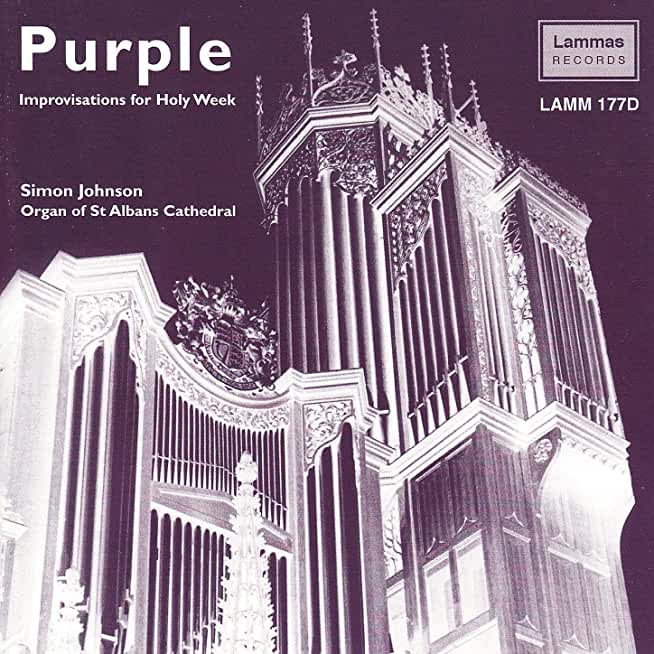 Purple
Improvisations for Holy Week
Lammas
RECORDS
LAMM 177D
Simon Johnson
Organ of St Albans Cathedral